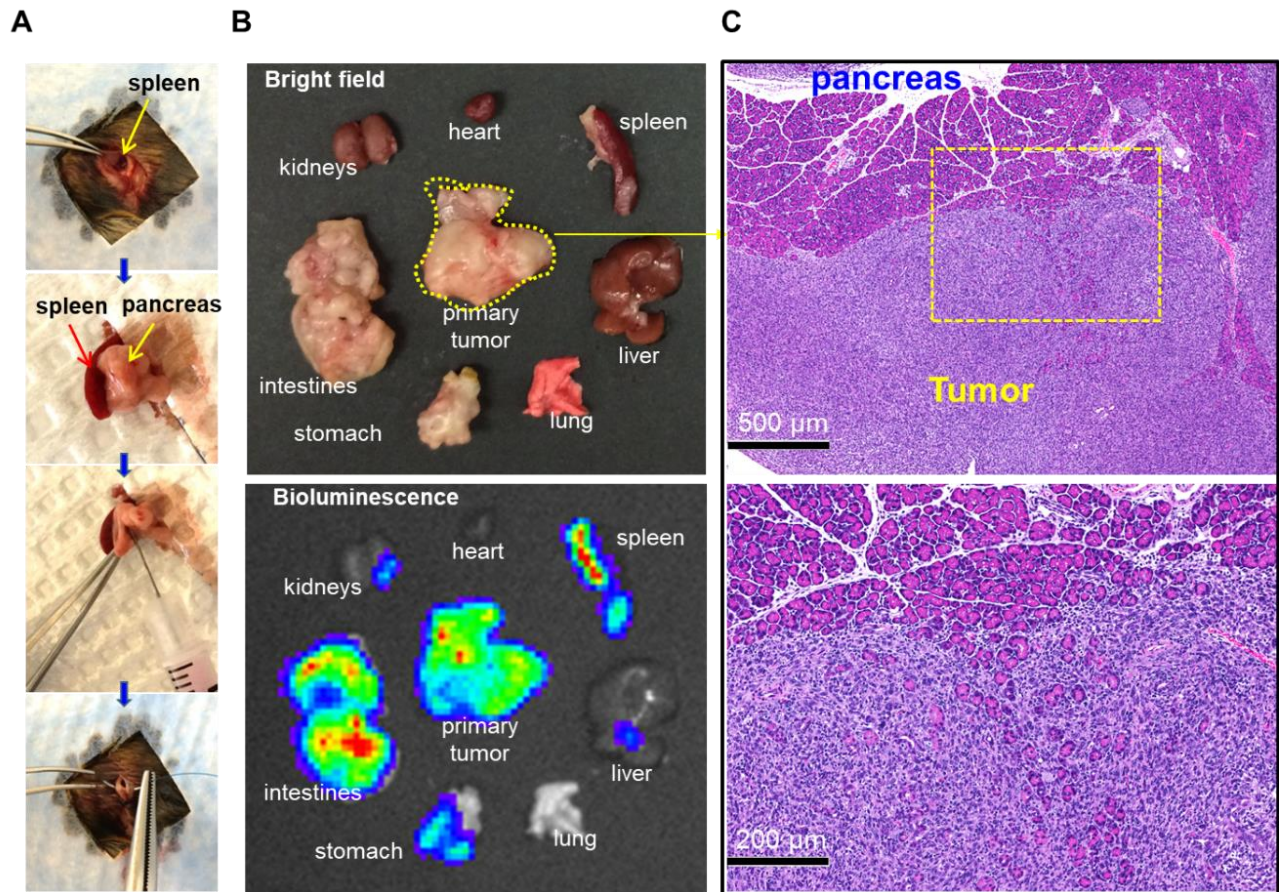 A
B
C
spleen
spleen
pancreas
Bright field
heart
spleen
kidneys
primary
tumor
liver
intestines
lung
stomach
Bioluminescence
heart
spleen
kidneys
primary
tumor
liver
intestines
lung
stomach
pancreas
Tumor
500 µm
200 µm